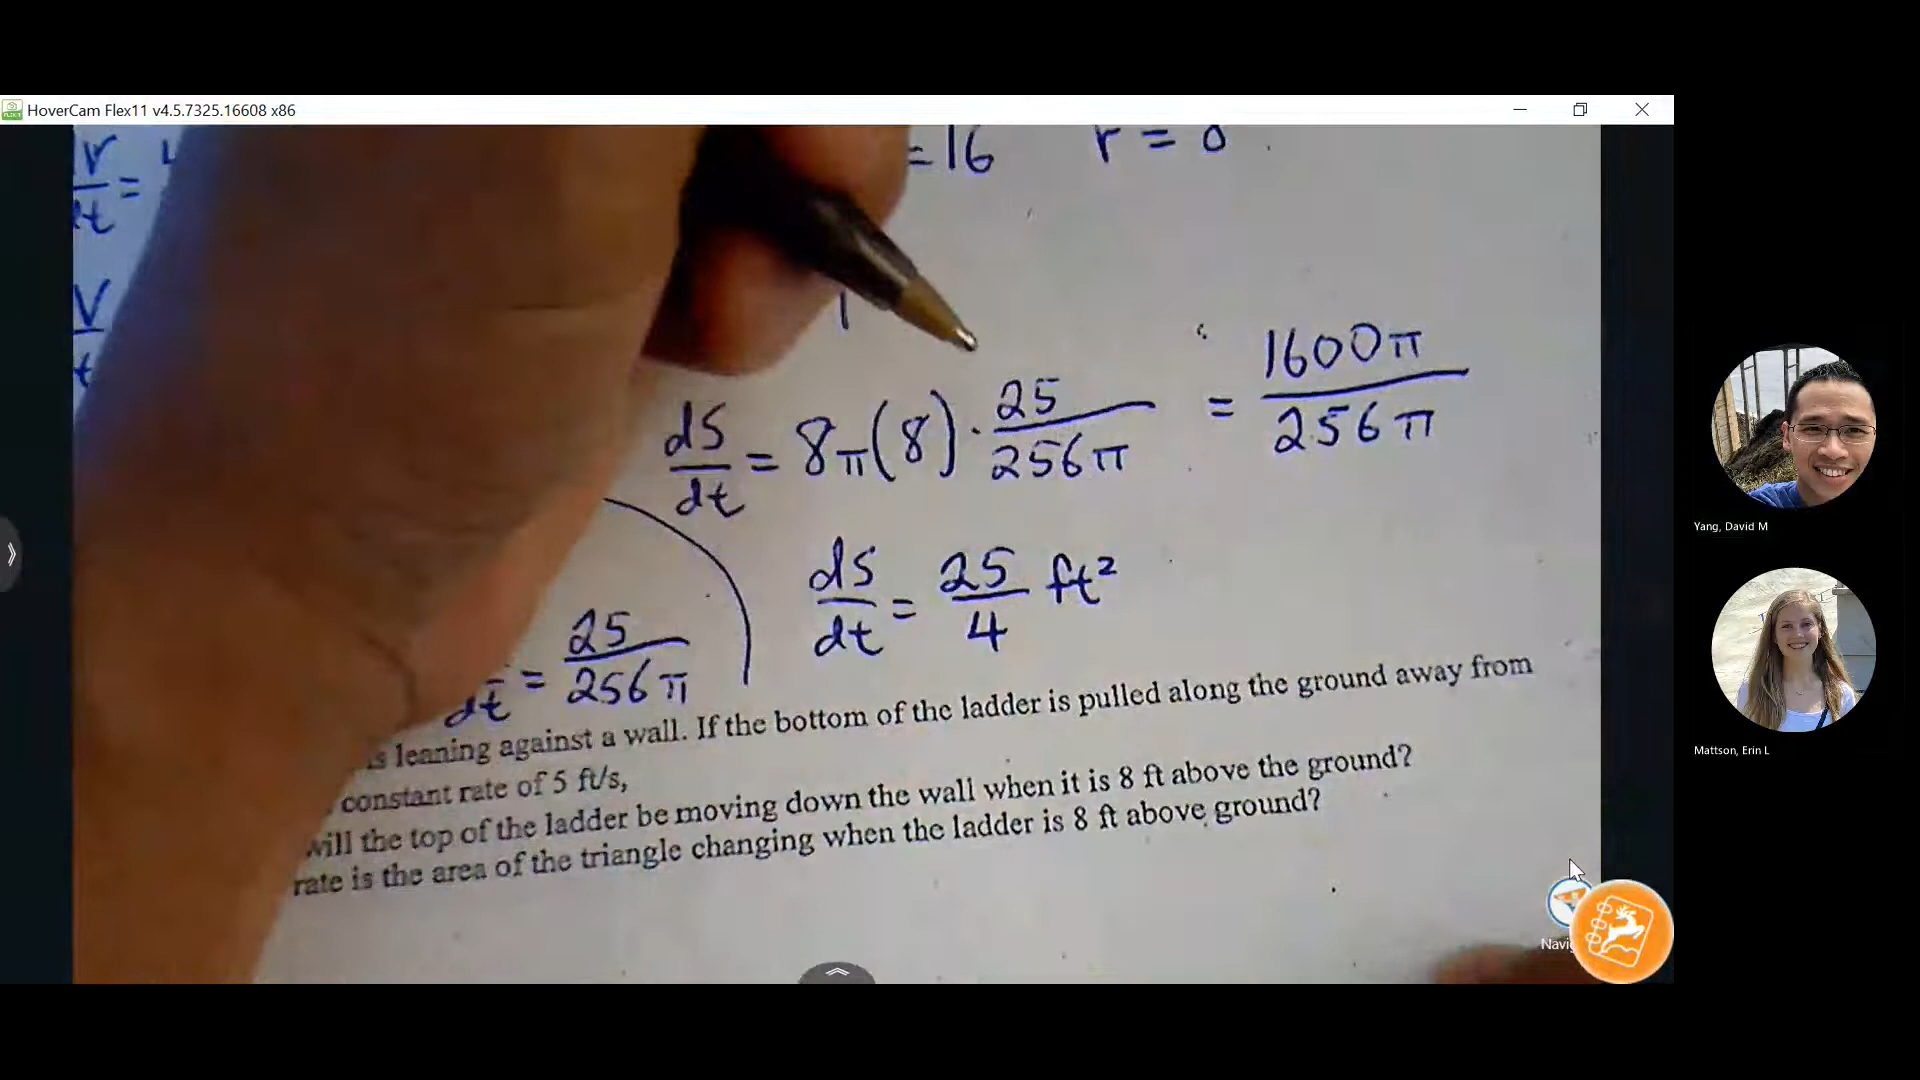 HoverCam Flex11 v4.5.7325.16608 x86
=16 r = 8
dt =
V
dS/dt = 8π(8) · 25/256π = 1600π/256π
dS/dt = 25/4 ft²
dt = 25/256π
is leaning against a wall. If the bottom of the ladder is pulled along the ground away from
constant rate of 5 ft/s,
will the top of the ladder be moving down the wall when it is 8 ft above the ground?
rate is the area of the triangle changing when the ladder is 8 ft above ground?
Navi
Yang, David M
Mattson, Erin L